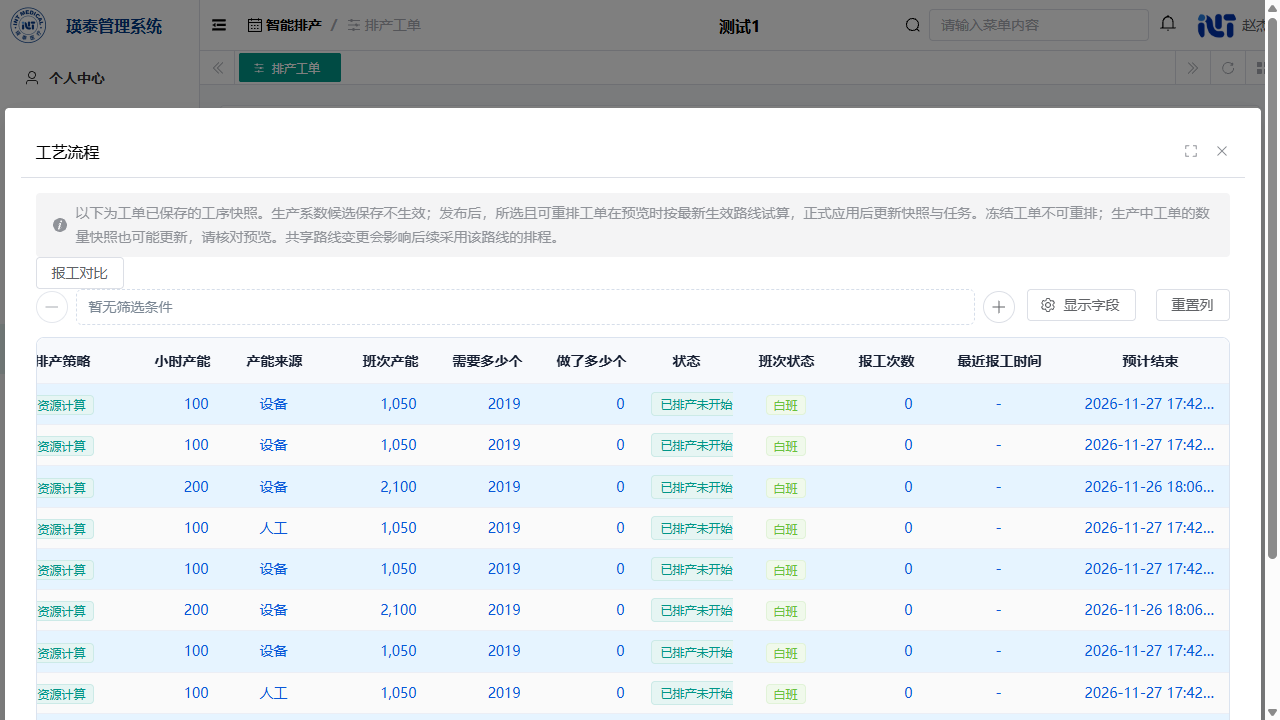 瑛泰管理系统
智能排产 / 排产工单
测试1
请输入菜单内容
个人中心
排产工单
工艺流程
以下为工单已保存的工序快照。生产系数候选保存不生效；发布后，所选且可重排工单在预览时按最新生效路线试算，正式应用后更新快照与任务。冻结工单不可重排；生产中工单的数
量快照也可能更新，请核对预览。共享路线变更会影响后续采用该路线的排程。
报工对比
暂无筛选条件
显示字段
重置列
排产策略 小时产能 产能来源 班次产能 需要多少个 做了多少个 状态 班次状态 报工次数 最近报工时间 预计结束
资源计算 100 设备 1,050 2019 0 已排产未开始 白班 0 - 2026-11-27 17:42...
资源计算 100 设备 1,050 2019 0 已排产未开始 白班 0 - 2026-11-27 17:42...
资源计算 200 设备 2,100 2019 0 已排产未开始 白班 0 - 2026-11-26 18:06...
资源计算 100 人工 1,050 2019 0 已排产未开始 白班 0 - 2026-11-27 17:42...
资源计算 100 设备 1,050 2019 0 已排产未开始 白班 0 - 2026-11-27 17:42...
资源计算 200 设备 2,100 2019 0 已排产未开始 白班 0 - 2026-11-26 18:06...
资源计算 100 设备 1,050 2019 0 已排产未开始 白班 0 - 2026-11-27 17:42...
资源计算 100 人工 1,050 2019 0 已排产未开始 白班 0 - 2026-11-27 17:42...